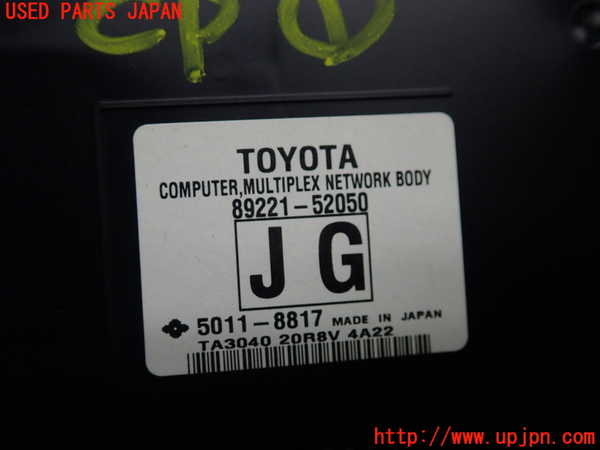 USED PARTS JAPAN
TOYOTA
COMPUTER,MULTIPLEX NETWORK BODY
89221-52050
JG
5011-8817 MADE IN JAPAN
TA3040 20R8V 4A22
http://www.upjpn.com/